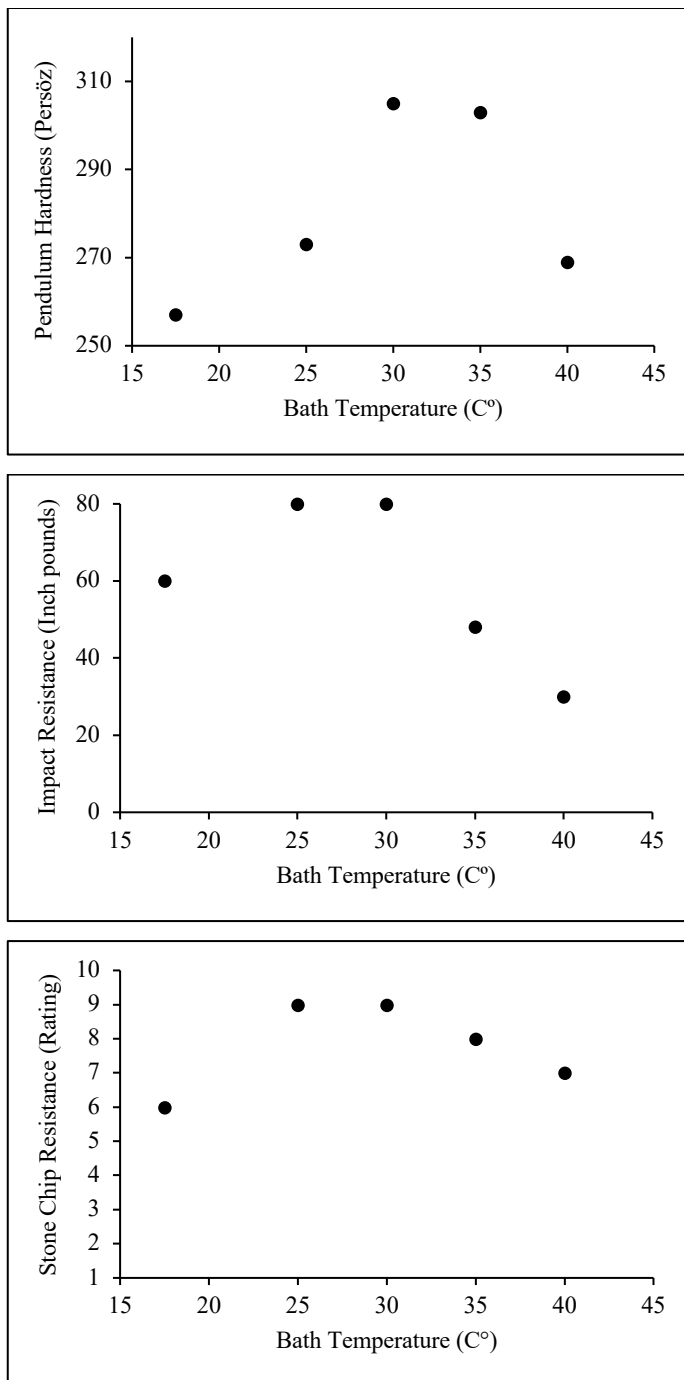 Pendulum Hardness (Persöz)
310
290
270
250
15 20 25 30 35 40 45
Bath Temperature (Cº)
Impact Resistance (Inch pounds)
80
60
40
20
0
15 20 25 30 35 40 45
Bath Temperature (Cº)
Stone Chip Resistance (Rating)
10
9
8
7
6
5
4
3
2
1
15 20 25 30 35 40 45
Bath Temperature (C°)